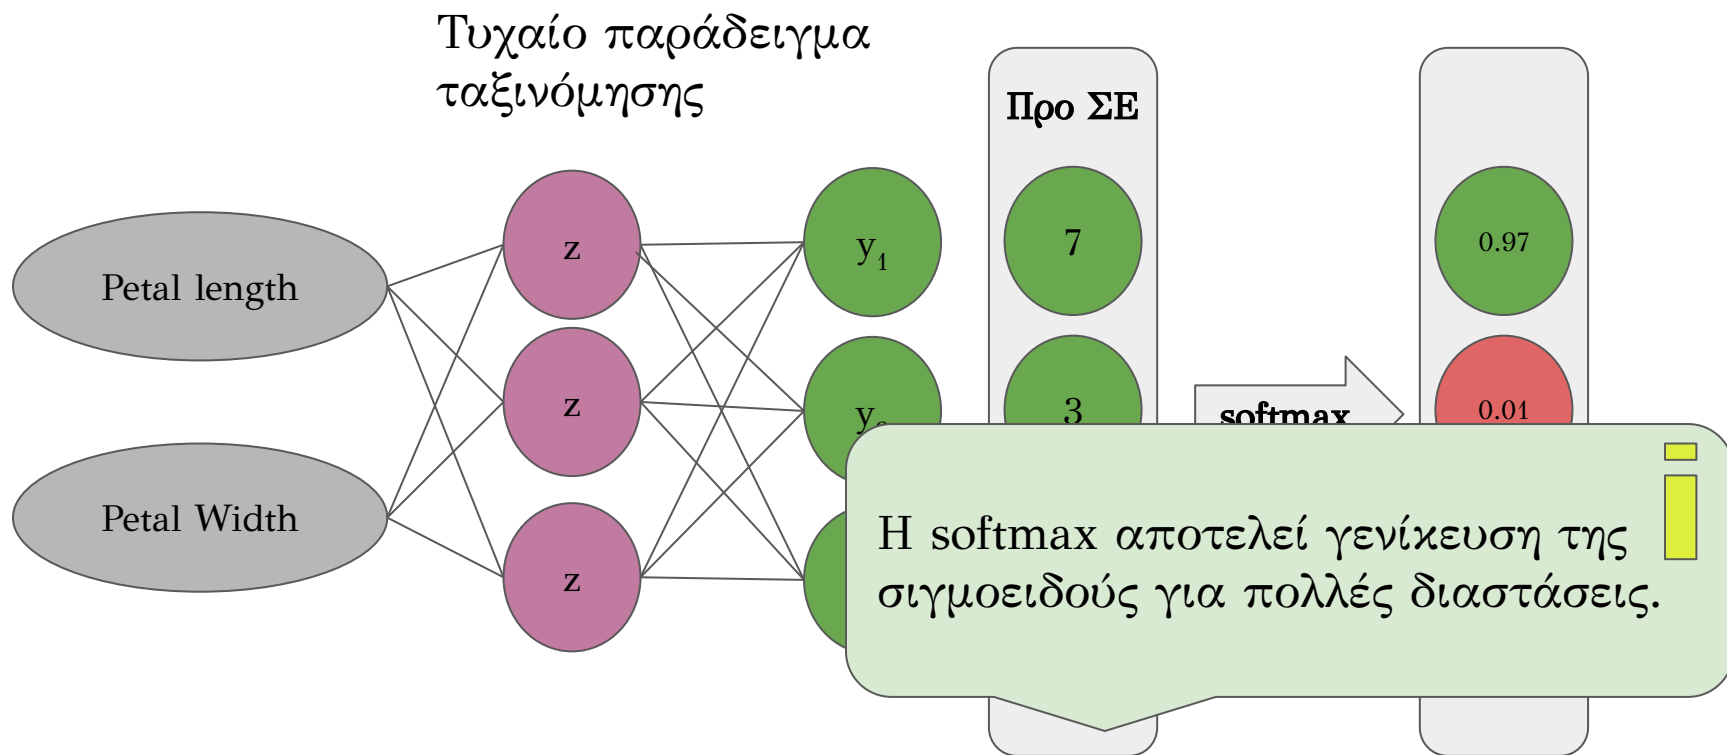 Τυχαίο παράδειγμα
ταξινόμησης
Προ ΣΕ
Petal length
z
y1
7
0.97
z
3
softmax
0.01
Petal Width
z
Η softmax αποτελεί γενίκευση της
σιγμοειδούς για πολλές διαστάσεις.